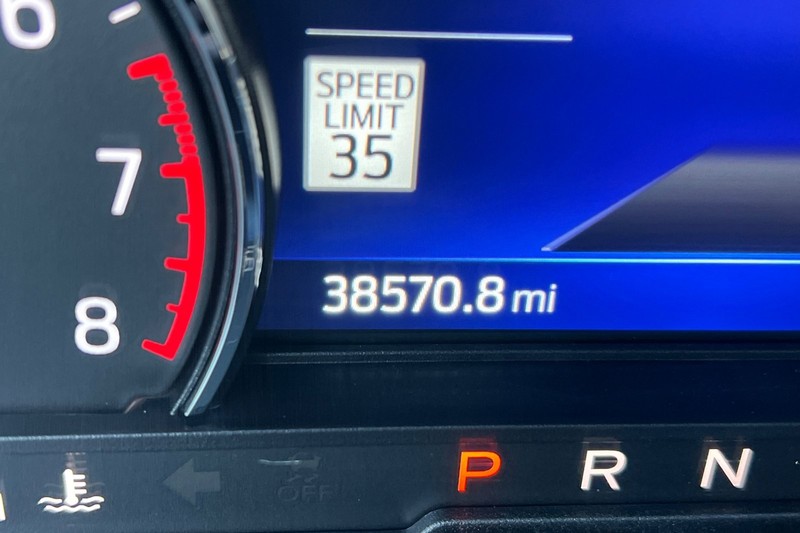 6
7
8
SPEED
LIMIT
35
38570.8 mi
OFF
P R N